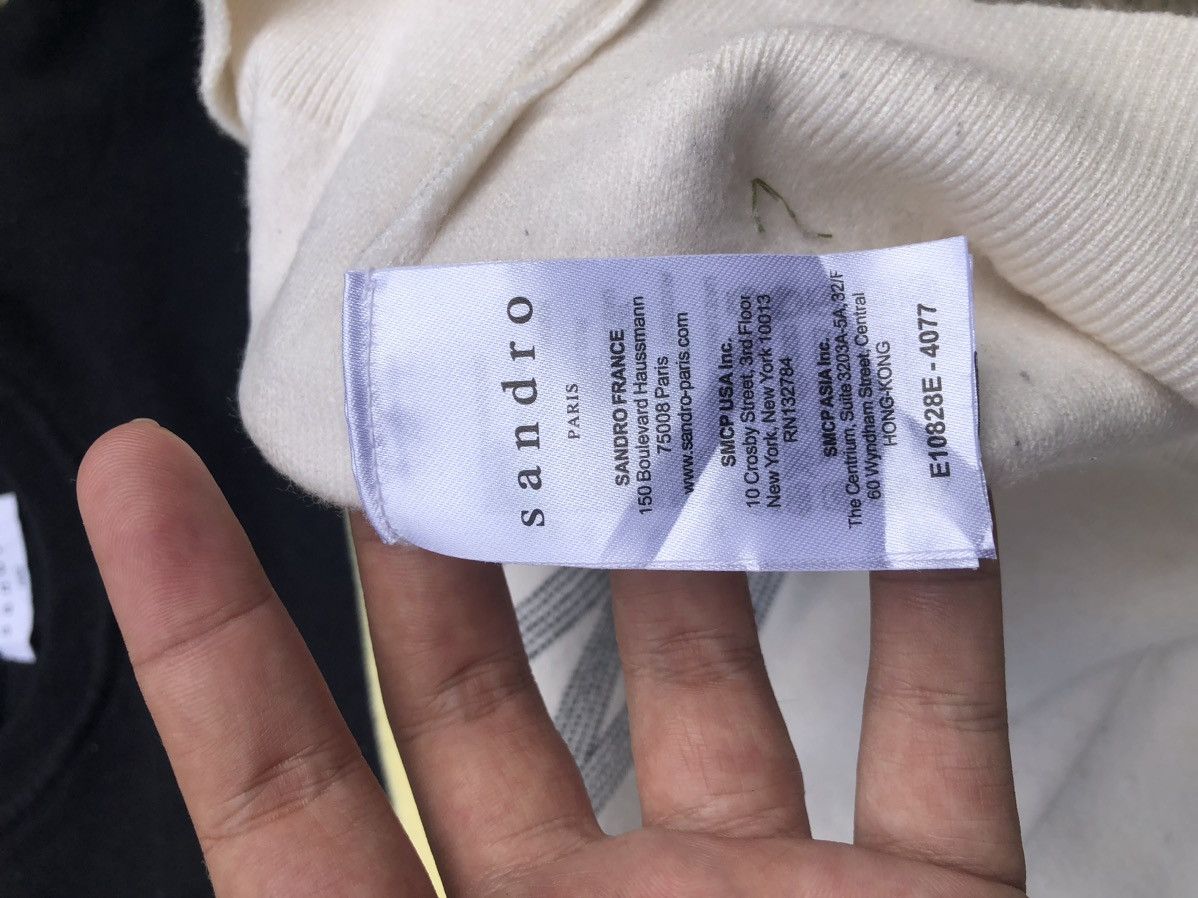 sandro
PARIS
SANDRO FRANCE
150 Boulevard Haussmann
75008 Paris
www.sandro-paris.com
SMCP USA Inc.
10 Crosby Street, 3rd Floor
New York, New York 10013
RN132784
SMCP ASIA Inc.
The Centrium, Suite 3203A-5A, 32/F
60 Wyndham Street, Central
HONG-KONG
E10828E - 4077